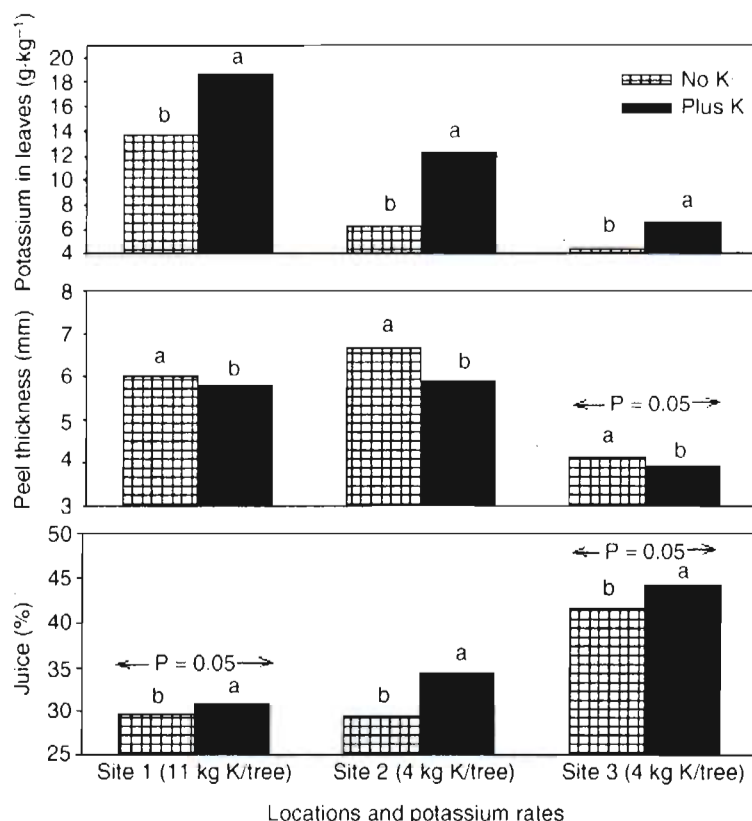 Potassium in leaves (g·kg⁻¹)
20
18
16
14
12
10
8
6
4
b
a
b
a
b
a
No K
Plus K
Peel thickness (mm)
8
7
6
5
4
3
a
b
a
b
P = 0.05
a
b
Juice (%)
50
45
40
35
30
25
P = 0.05
b
a
b
a
P = 0.05
b
a
Site 1 (11 kg K/tree) Site 2 (4 kg K/tree) Site 3 (4 kg K/tree)
Locations and potassium rates